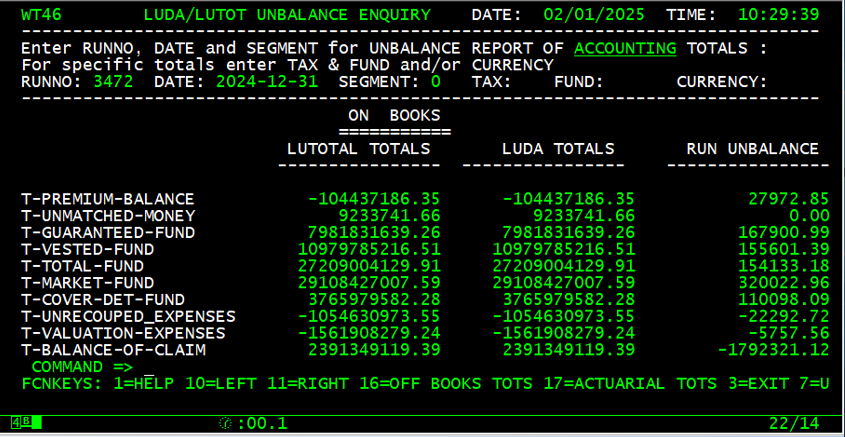 WT46 LUDA/LUTOT UNBALANCE ENQUIRY DATE: 02/01/2025 TIME: 10:29:39
Enter RUNNO, DATE and SEGMENT for UNBALANCE REPORT OF ACCOUNTING TOTALS :
For specific totals enter TAX & FUND and/or CURRENCY
RUNNO: 3472 DATE: 2024-12-31 SEGMENT: 0 TAX: FUND: CURRENCY:
ON BOOKS
===========
LUTOTAL TOTALS LUDA TOTALS RUN UNBALANCE
T-PREMIUM-BALANCE -104437186.35 -104437186.35 27972.85
T-UNMATCHED-MONEY 9233741.66 9233741.66 0.00
T-GUARANTEED-FUND 7981831639.26 7981831639.26 167900.99
T-VESTED-FUND 10979785216.51 10979785216.51 155601.39
T-TOTAL-FUND 27209004129.91 27209004129.91 154133.18
T-MARKET-FUND 29108427007.59 29108427007.59 320022.96
T-COVER-DET-FUND 3765979582.28 3765979582.28 110098.09
T-UNRECOUPED_EXPENSES -1054630973.55 -1054630973.55 -22292.72
T-VALUATION-EXPENSES -1561908279.24 -1561908279.24 -5757.56
T-BALANCE-OF-CLAIM 2391349119.39 2391349119.39 -1792321.12
COMMAND => _
FCNKEYS: 1=HELP 10=LEFT 11=RIGHT 16=OFF BOOKS TOTS 17=ACTUARIAL TOTS 3=EXIT 7=U
4B :00.1 22/14